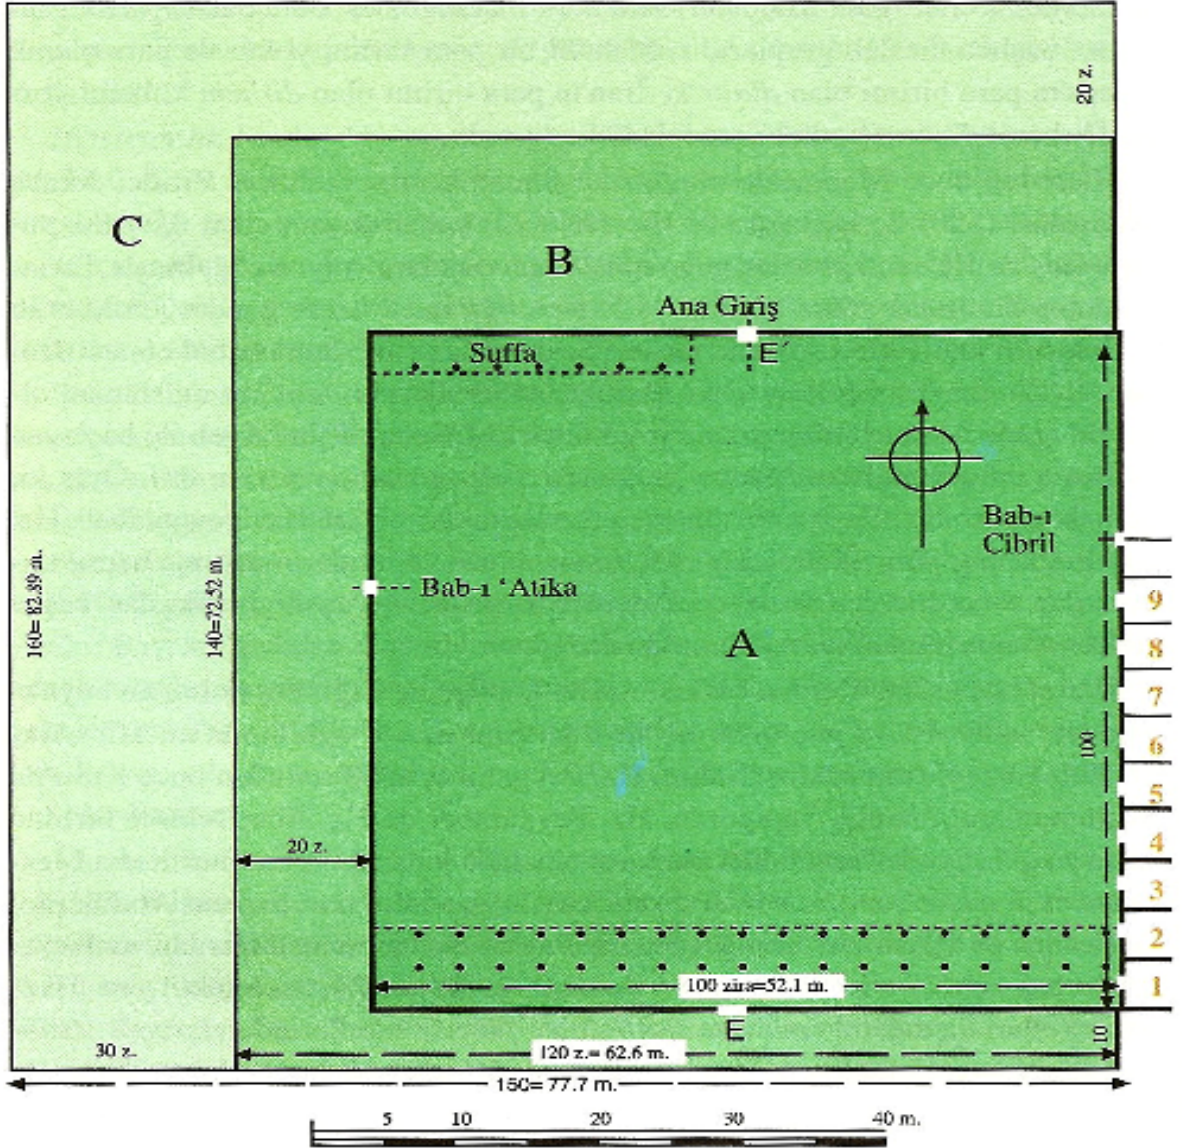 20 z.
C
B
Ana Giriş
Suffa
E´
Bab-ı
Cibril
Bab-ı ‘Atika
A
160= 82.89 m.
140=72.52 m.
9
8
7
6
5
4
3
2
1
100
20 z.
100 zira=52.1 m.
E
10
30 z.
120 z.= 62.6 m.
150= 77.7 m.
5 10 20 30 40 m.